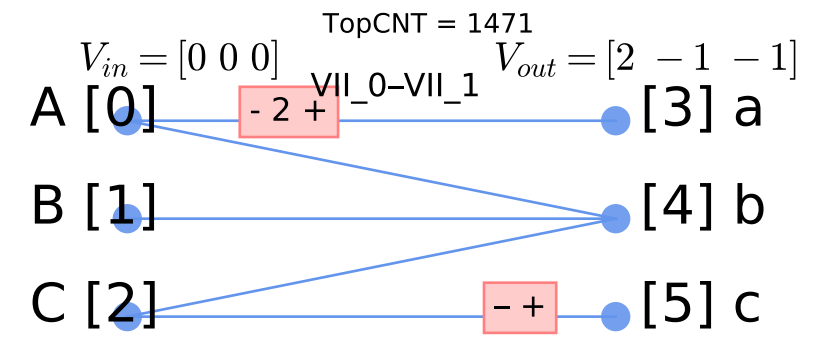 TopCNT = 1471
V_in = [0 0 0]
V_out = [2 −1 −1]
VII_0–VII_1
A [0]
- 2 +
[3] a
B [1]
[4] b
C [2]
– +
[5] c